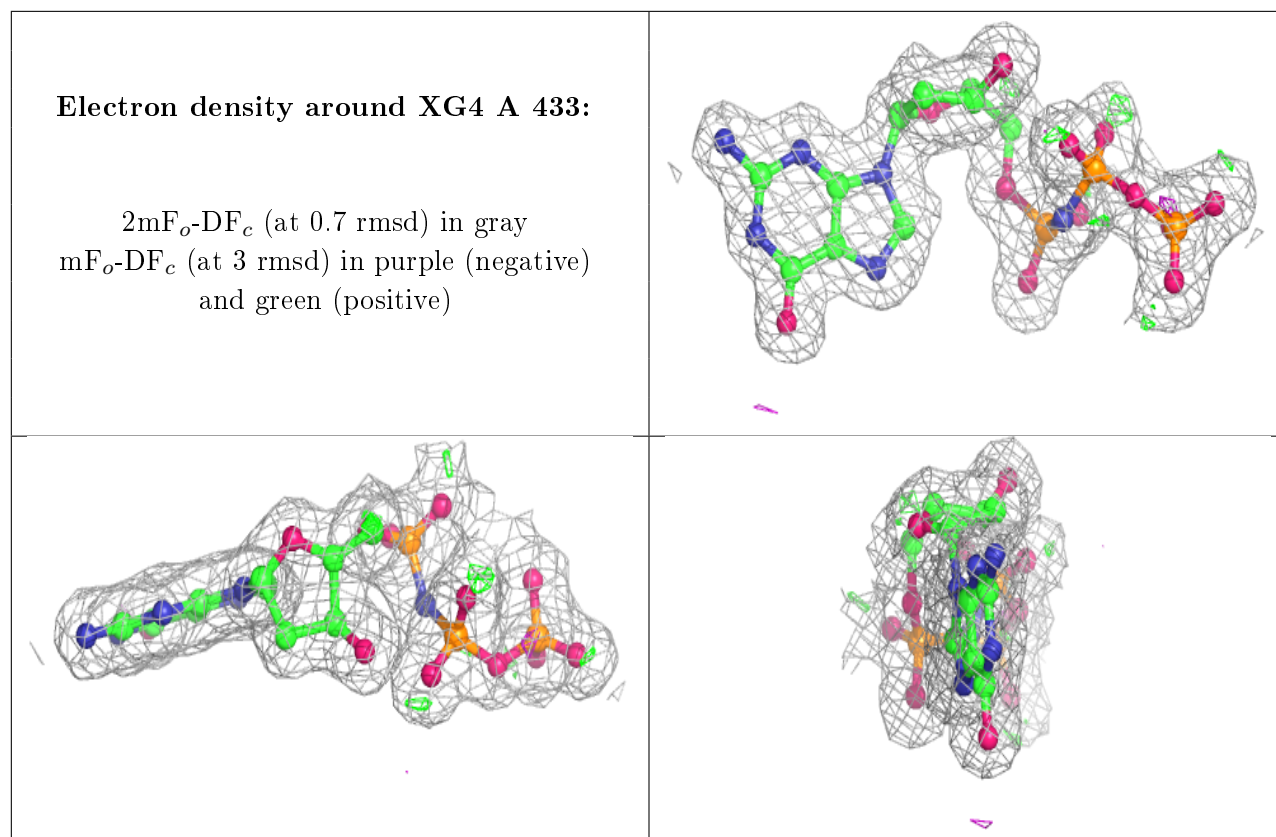 Electron density around XG4 A 433:
2mFₒ-DF𝑐 (at 0.7 rmsd) in gray
mFₒ-DF𝑐 (at 3 rmsd) in purple (negative)
and green (positive)